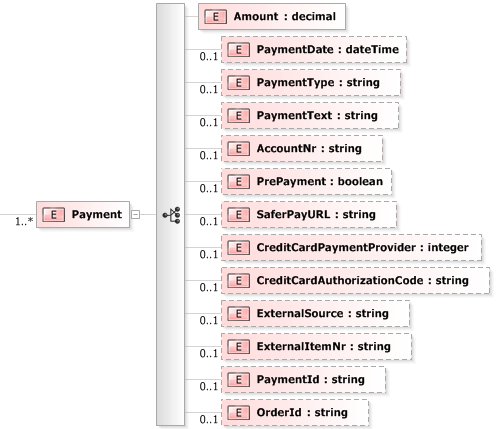 E Amount : decimal
0..1 E PaymentDate : dateTime
0..1 E PaymentType : string
0..1 E PaymentText : string
0..1 E AccountNr : string
0..1 E PrePayment : boolean
1..* E Payment
0..1 E SaferPayURL : string
0..1 E CreditCardPaymentProvider : integer
0..1 E CreditCardAuthorizationCode : string
0..1 E ExternalSource : string
0..1 E ExternalItemNr : string
0..1 E PaymentId : string
0..1 E OrderId : string